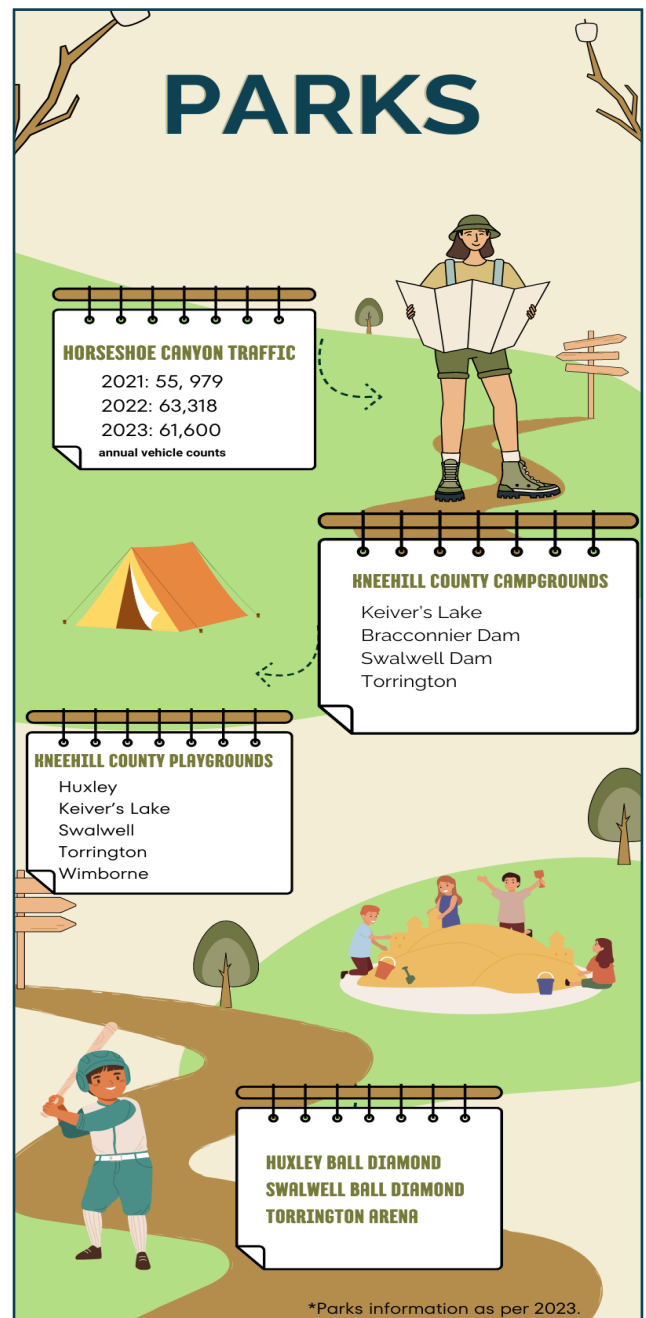 PARKS
HORSESHOE CANYON TRAFFIC
2021: 55, 979
2022: 63,318
2023: 61,600
annual vehicle counts
KNEEHILL COUNTY CAMPGROUNDS
Keiver's Lake
Bracconnier Dam
Swalwell Dam
Torrington
KNEEHILL COUNTY PLAYGROUNDS
Huxley
Keiver's Lake
Swalwell
Torrington
Wimborne
HUXLEY BALL DIAMOND
SWALWELL BALL DIAMOND
TORRINGTON ARENA
*Parks information as per 2023.